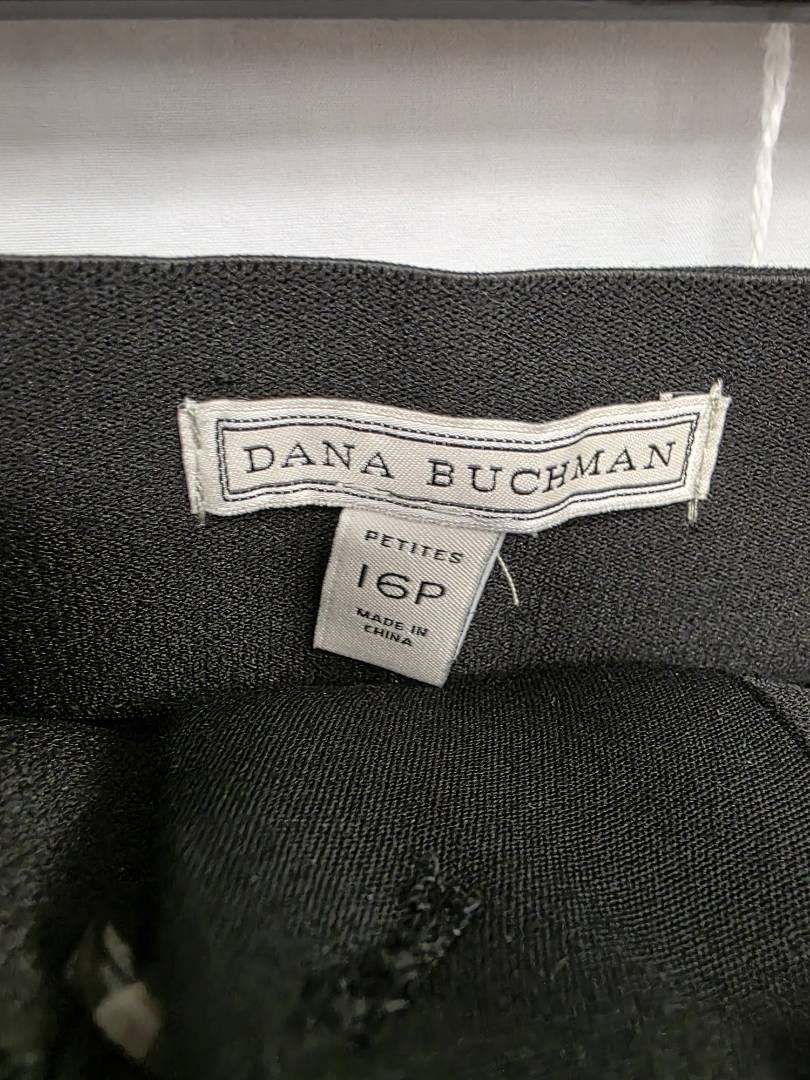 DANA BUCHMAN
PETITES
16P
MADE IN
CHINA